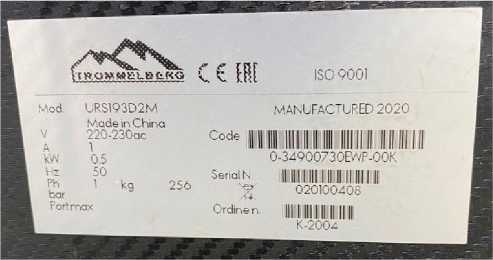 TROMMELBERG CE EAC ISO 9001
Mod. URS193D2M MANUFACTURED 2020
Made in China
V 220-230ac Code
A 1
kW 0,5 0-34900730EWP-00K
Hz 50 Serial N.
Ph 1 kg 256 020100408
bar
Portmax Ordine n.
K-2004